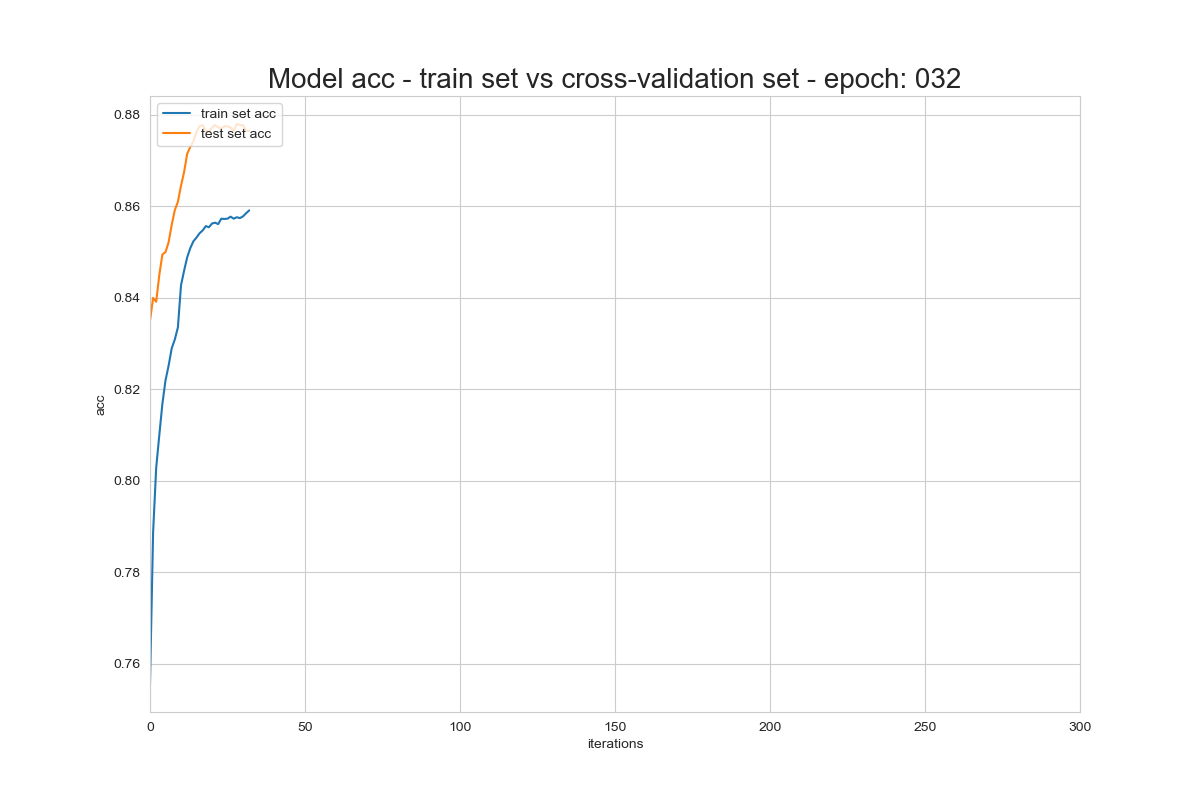 Model acc - train set vs cross-validation set - epoch: 032
train set acc
test set acc
0.88
0.86
0.84
0.82
0.80
0.78
0.76
acc
0 50 100 150 200 250 300
iterations